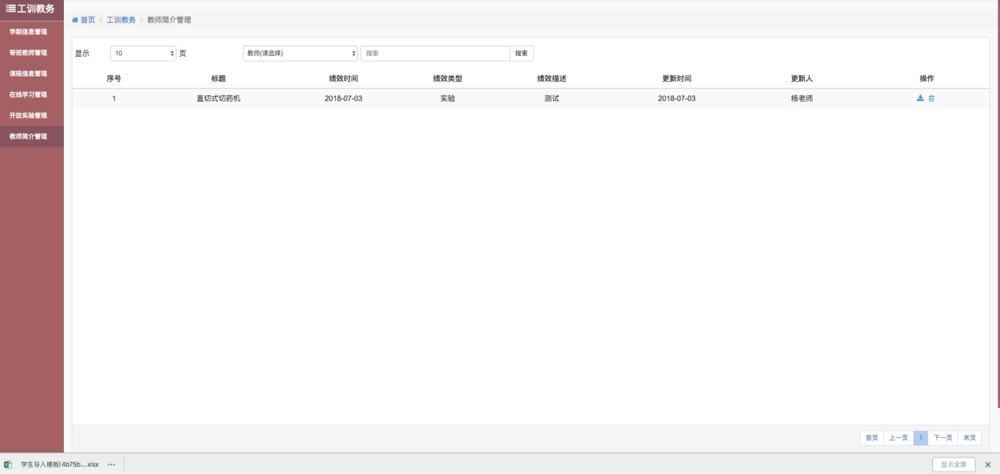 工训教务
首页 / 工训教务 / 教师简介管理
学期信息管理
带班教师管理
课程信息管理
在线学习管理
开放实验管理
教师简介管理
显示 10 页 教师(请选择) 搜索 搜索
序号 标题 绩效时间 绩效类型 绩效描述 更新时间 更新人 操作
1 直切式切药机 2018-07-03 实验 测试 2018-07-03 杨老师
首页 上一页 1 下一页 末页
学生导入模板(4b75b....xlsx ··· 显示全部 ×